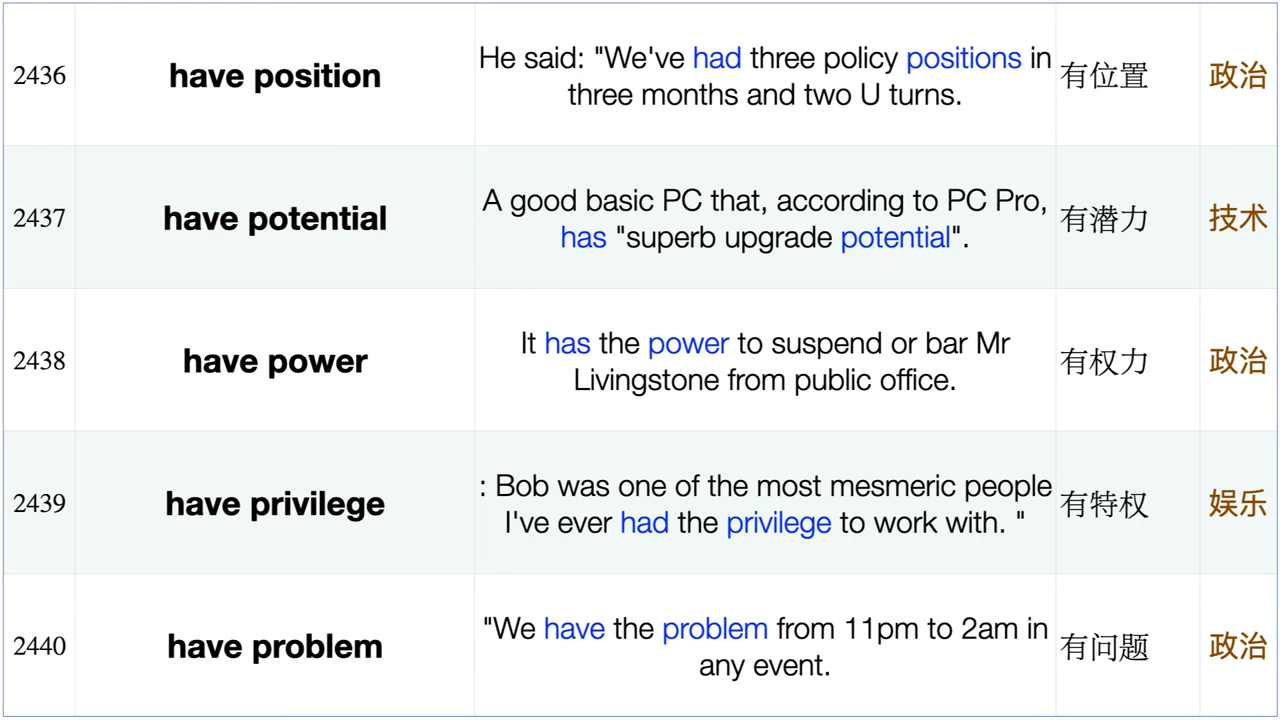 2436
have position
He said: "We've had three policy positions in
three months and two U turns.
有位置
政治
2437
have potential
A good basic PC that, according to PC Pro,
has "superb upgrade potential".
有潜力
技术
2438
have power
It has the power to suspend or bar Mr
Livingstone from public office.
有权力
政治
2439
have privilege
: Bob was one of the most mesmeric people
I've ever had the privilege to work with. "
有特权
娱乐
2440
have problem
"We have the problem from 11pm to 2am in
any event.
有问题
政治